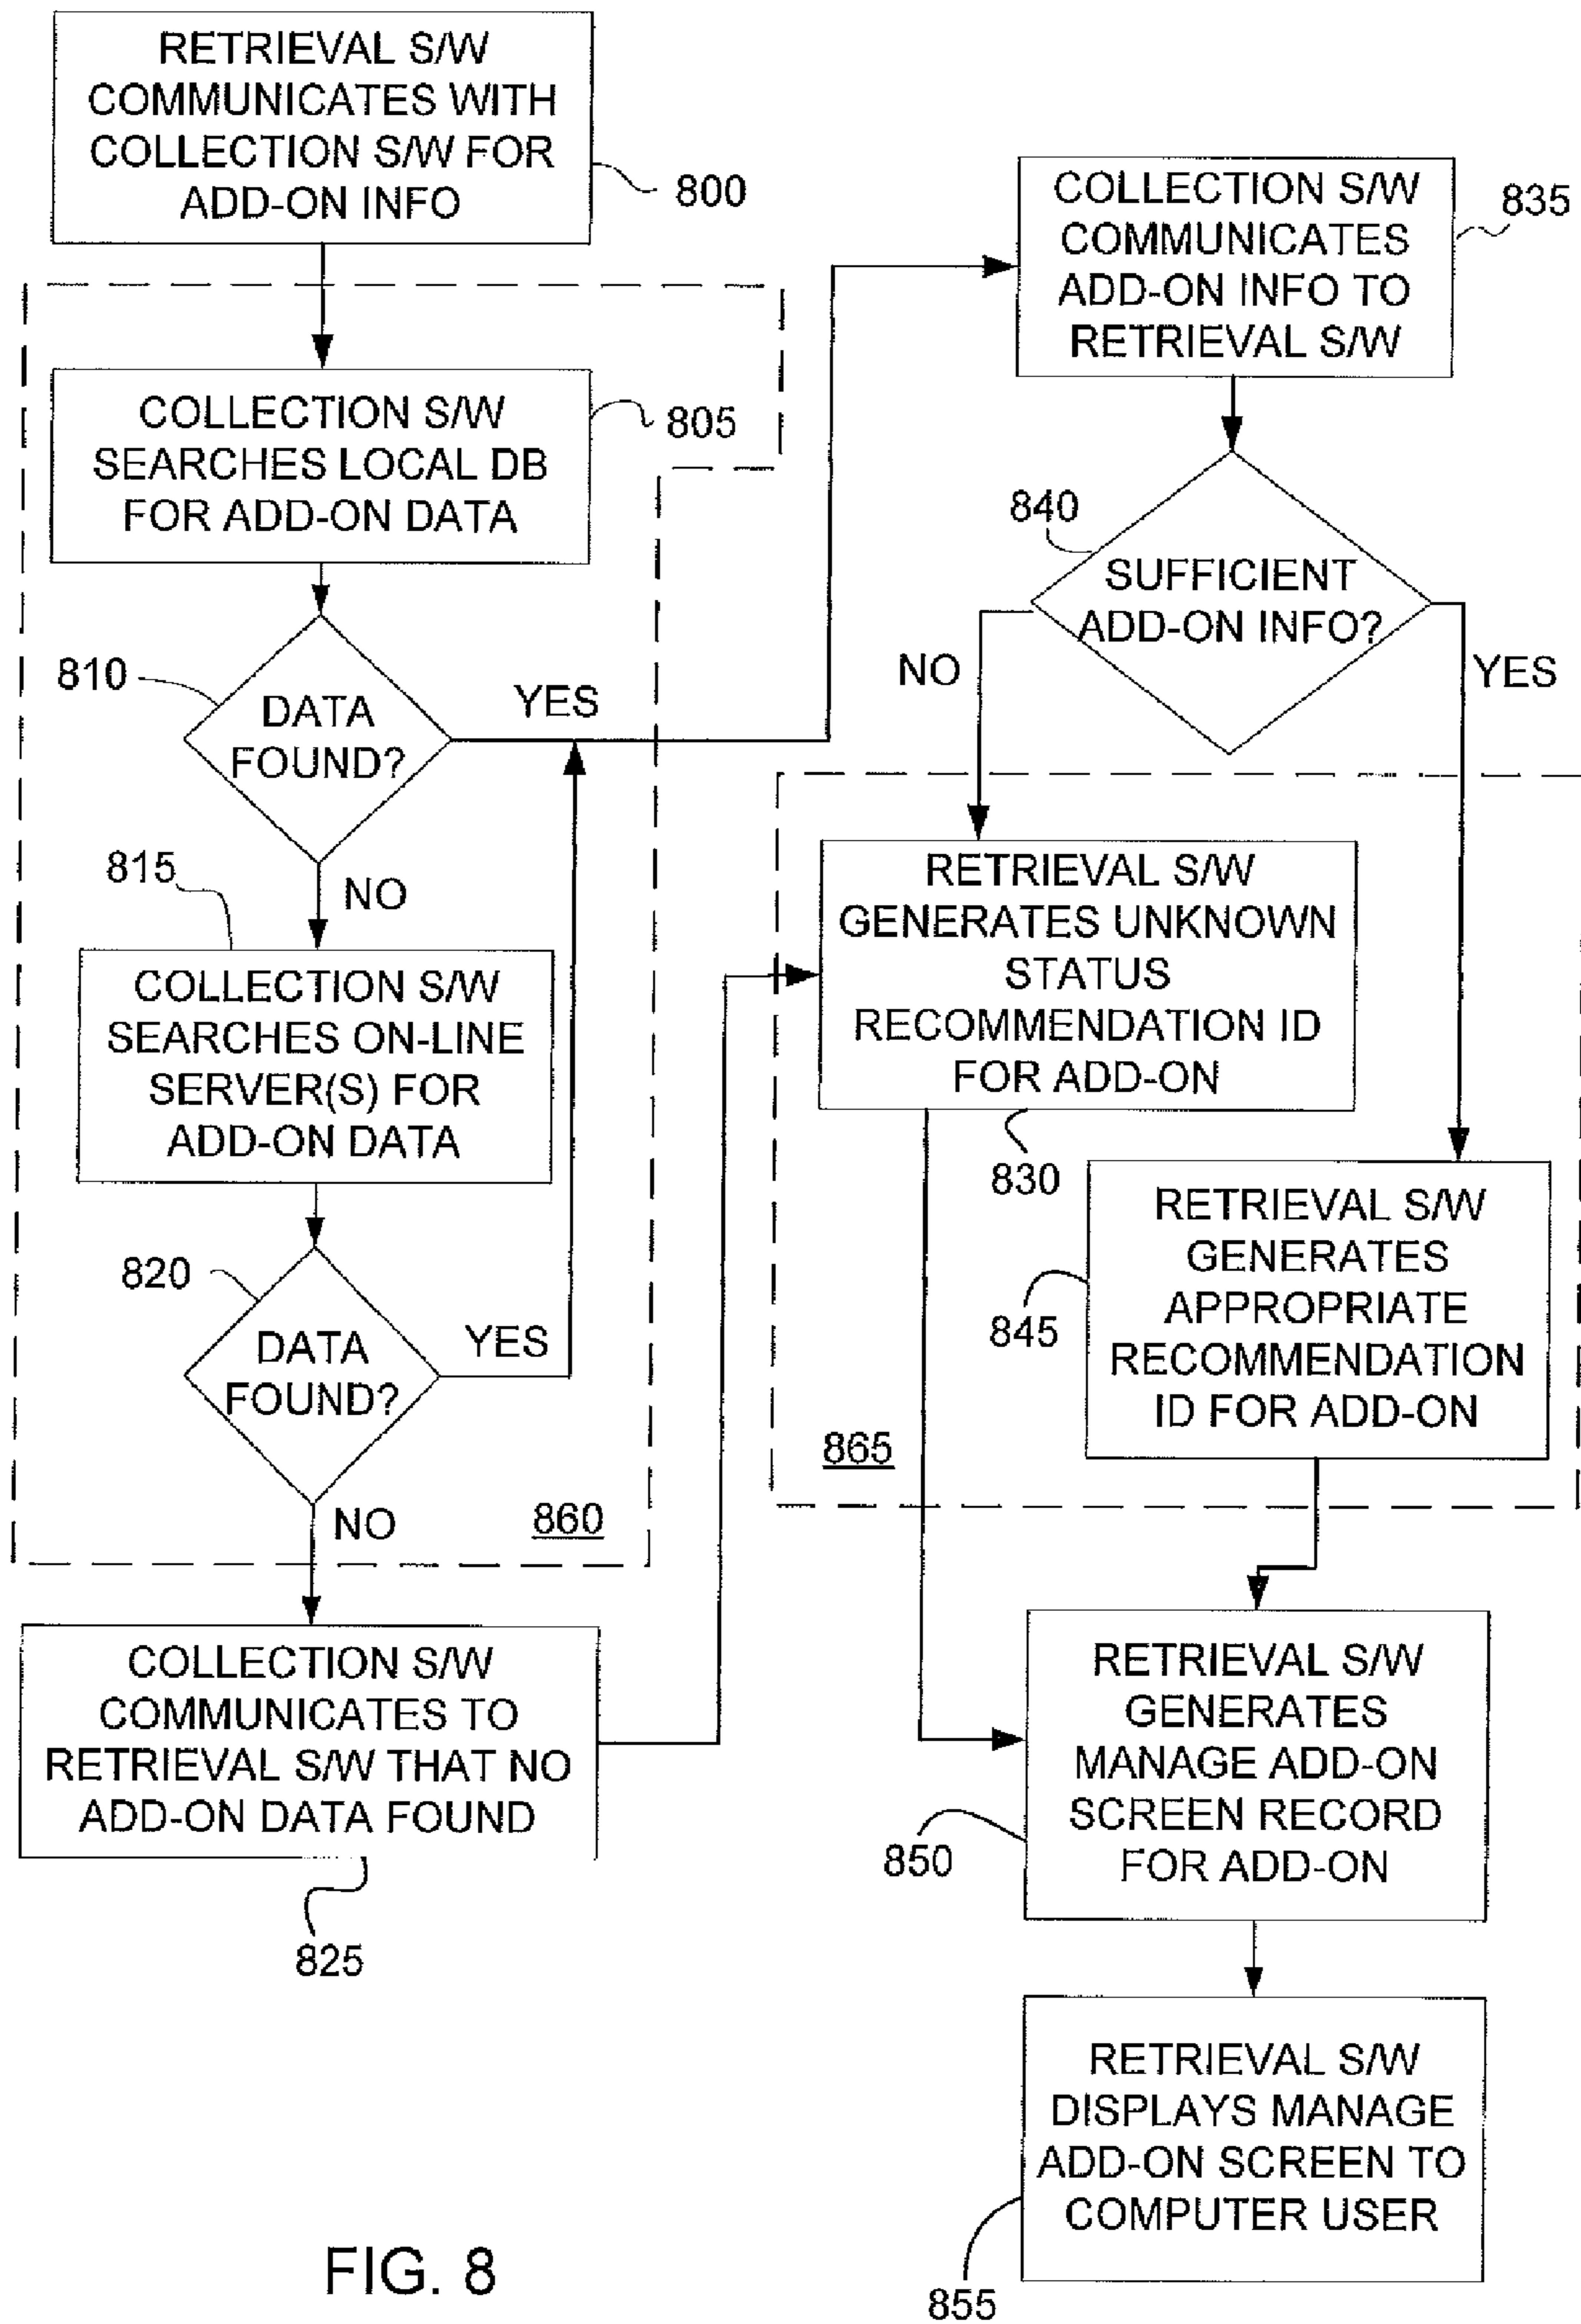 RETRIEVAL S/W
COMMUNICATES WITH
COLLECTION S/W FOR
ADD-ON INFO
800
COLLECTION S/W
SEARCHES LOCAL DB
FOR ADD-ON DATA
805
810
DATA
FOUND?
YES
NO
815
COLLECTION S/W
SEARCHES ON-LINE
SERVER(S) FOR
ADD-ON DATA
820
DATA
FOUND?
YES
NO
860
COLLECTION S/W
COMMUNICATES TO
RETRIEVAL S/W THAT NO
ADD-ON DATA FOUND
825
COLLECTION S/W
COMMUNICATES
ADD-ON INFO TO
RETRIEVAL S/W
835
840
SUFFICIENT
ADD-ON INFO?
NO
YES
RETRIEVAL S/W
GENERATES UNKNOWN
STATUS
RECOMMENDATION ID
FOR ADD-ON
830
RETRIEVAL S/W
GENERATES
APPROPRIATE
RECOMMENDATION
ID FOR ADD-ON
845
865
RETRIEVAL S/W
GENERATES
MANAGE ADD-ON
SCREEN RECORD
FOR ADD-ON
850
RETRIEVAL S/W
DISPLAYS MANAGE
ADD-ON SCREEN TO
COMPUTER USER
855
FIG. 8